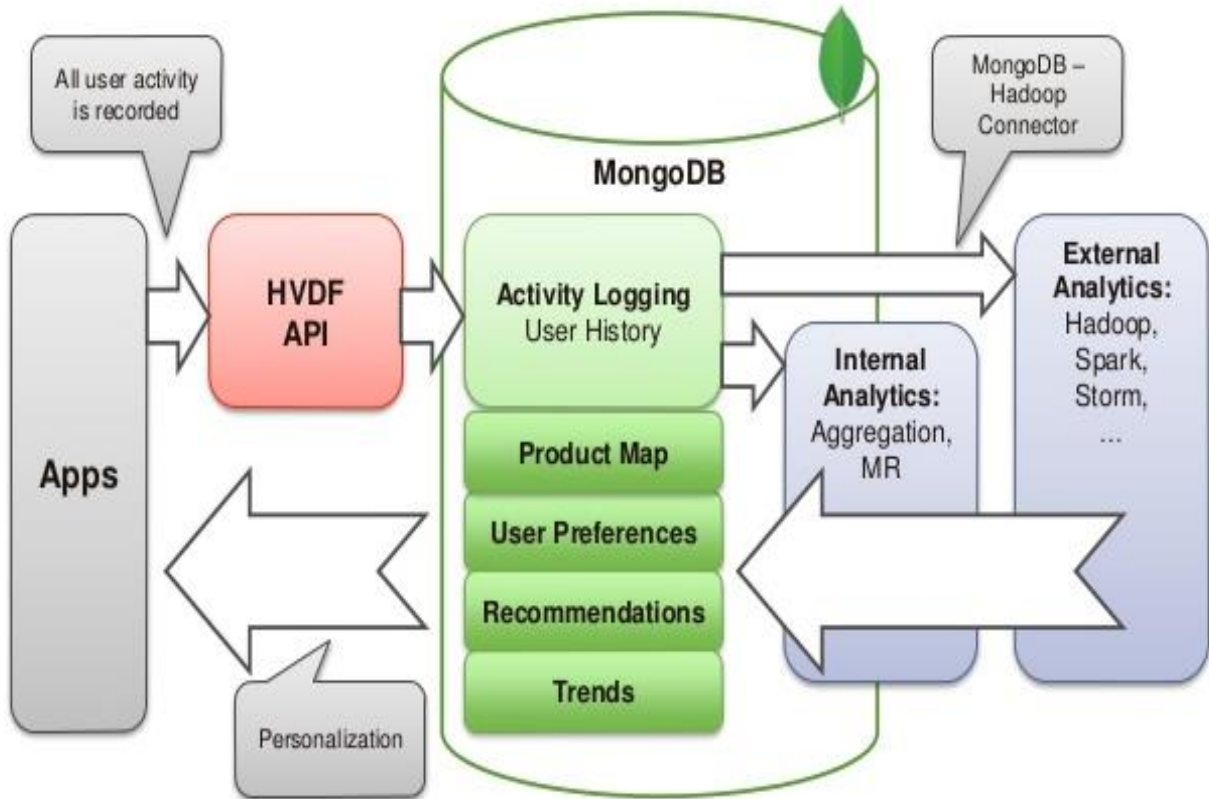 All user activity
is recorded
MongoDB –
Hadoop
Connector
MongoDB
Apps
HVDF
API
Activity Logging
User History
Internal
Analytics:
Aggregation,
MR
External
Analytics:
Hadoop,
Spark,
Storm,
...
Product Map
User Preferences
Recommendations
Trends
Personalization